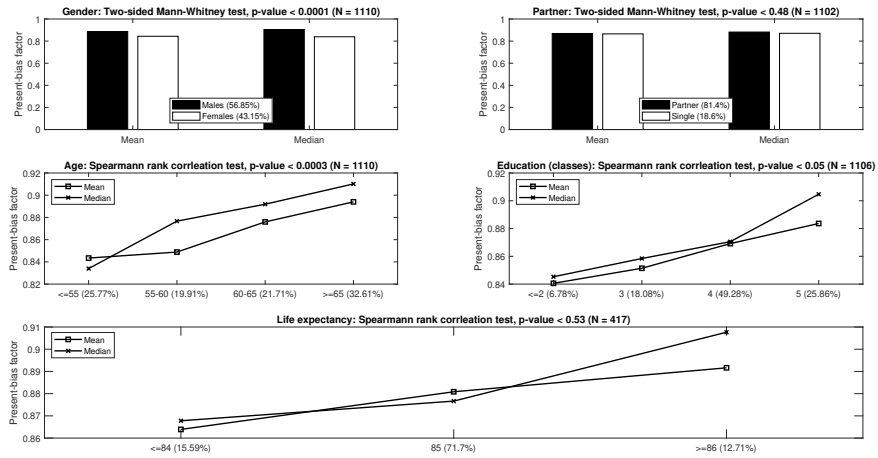 Gender: Two-sided Mann-Whitney test, p-value < 0.0001 (N = 1110)
Present-bias factor
1
0.8
0.6
0.4
0.2
0
Males (56.85%)
Females (43.15%)
Mean
Median
Partner: Two-sided Mann-Whitney test, p-value < 0.48 (N = 1102)
Present-bias factor
1
0.8
0.6
0.4
0.2
0
Partner (81.4%)
Single (18.6%)
Mean
Median
Age: Spearmann rank corrleation test, p-value < 0.0003 (N = 1110)
Present-bias factor
0.92
0.9
0.88
0.86
0.84
0.82
Mean
Median
<=55 (25.77%)
55-60 (19.91%)
60-65 (21.71%)
>=65 (32.61%)
Education (classes): Spearmann rank corrleation test, p-value < 0.05 (N = 1106)
Present-bias factor
0.92
0.9
0.88
0.86
0.84
Mean
Median
<=2 (6.78%)
3 (18.08%)
4 (49.28%)
5 (25.86%)
Life expectancy: Spearmann rank corrleation test, p-value < 0.53 (N = 417)
Present-bias factor
0.91
0.9
0.89
0.88
0.87
0.86
Mean
Median
<=84 (15.59%)
85 (71.7%)
>=86 (12.71%)